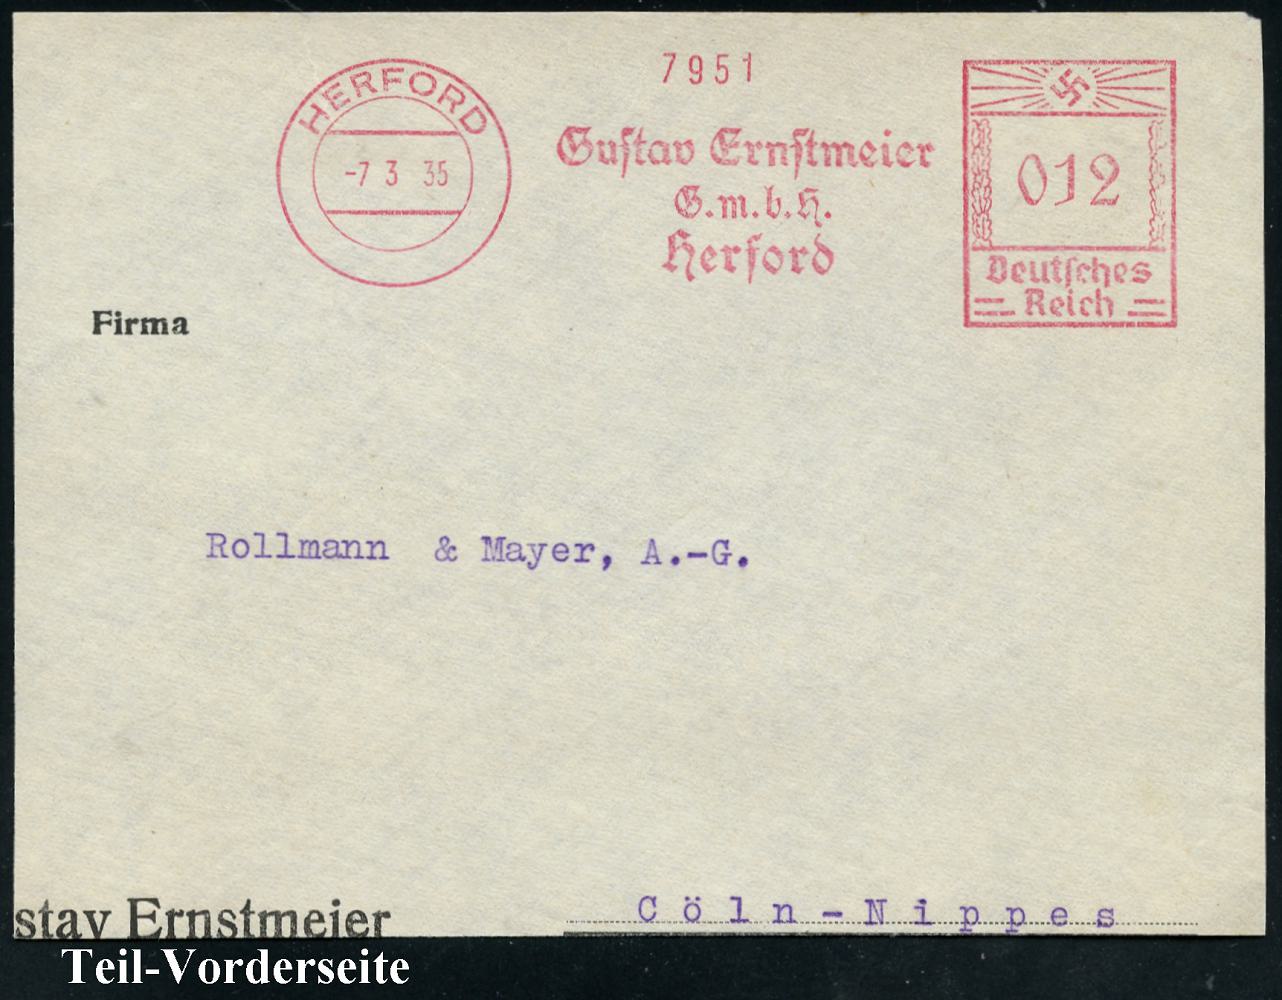 7951
HERFORD
-7 3 35
Gustav Ernstmeier
G.m.b.H.
Herford
012
Deutsches
Reich
Firma
Rollmann & Mayer, A.-G.
Cöln-Nippes
stav Ernstmeier
Teil-Vorderseite